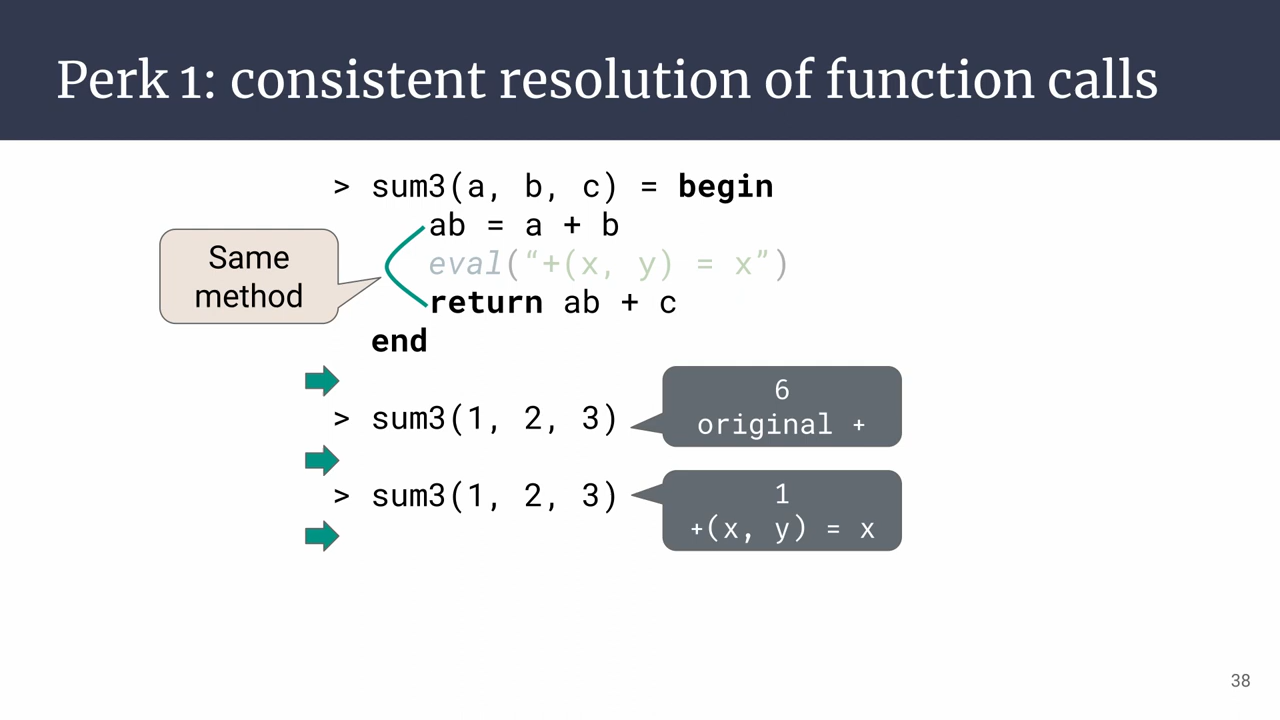 Perk 1: consistent resolution of function calls
> sum3(a, b, c) = begin
ab = a + b
eval(“+(x, y) = x”)
return ab + c
end
Same
method
> sum3(1, 2, 3)
6
original +
> sum3(1, 2, 3)
1
+(x, y) = x
38